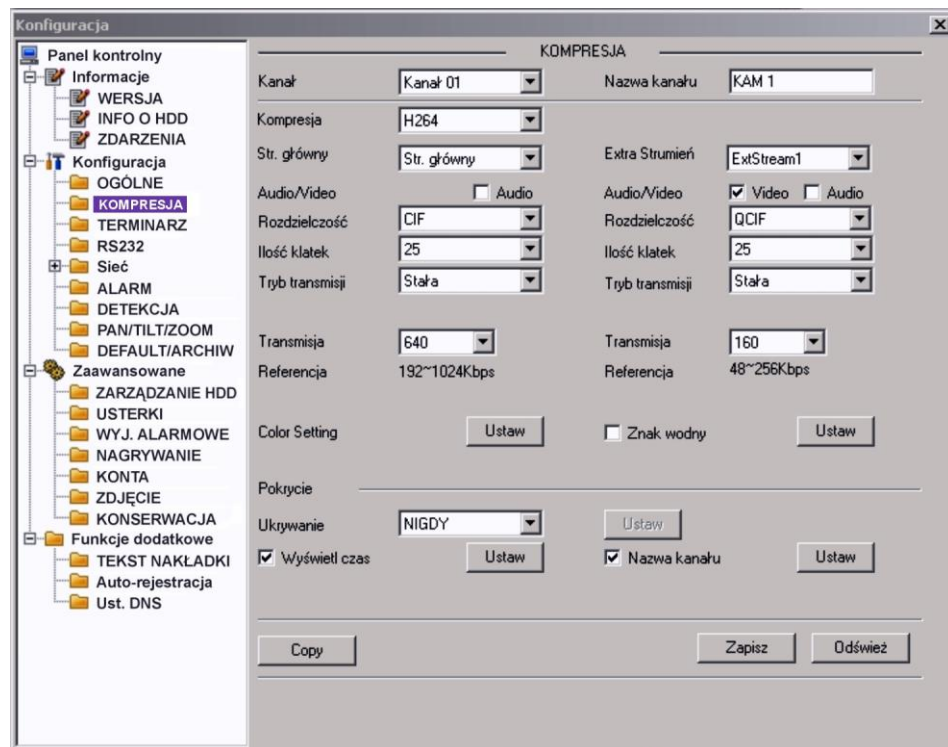 Konfiguracja
Panel kontrolny
Informacje
WERSJA
INFO O HDD
ZDARZENIA
Konfiguracja
OGÓLNE
KOMPRESJA
TERMINARZ
RS232
Sieć
ALARM
DETEKCJA
PAN/TILT/ZOOM
DEFAULT/ARCHIW
Zaawansowane
ZARZĄDZANIE HDD
USTERKI
WYJ. ALARMOWE
NAGRYWANIE
KONTA
ZDJĘCIE
KONSERWACJA
Funkcje dodatkowe
TEKST NAKŁADKI
Auto-rejestracja
Ust. DNS
KOMPRESJA
Kanał Kanał 01 Nazwa kanału KAM 1
Kompresja H264
Str. główny Str. główny Extra Strumień ExtStream1
Audio/Video Audio Audio/Video Video Audio
Rozdzielczość CIF Rozdzielczość QCIF
Ilość klatek 25 Ilość klatek 25
Tryb transmisji Stała Tryb transmisji Stała
Transmisja 640 Transmisja 160
Referencja 192~1024Kbps Referencja 48~256Kbps
Color Setting Ustaw Znak wodny Ustaw
Pokrycie
Ukrywanie NIGDY Ustaw
Wyświetl czas Ustaw Nazwa kanału Ustaw
Copy Zapisz Odśwież